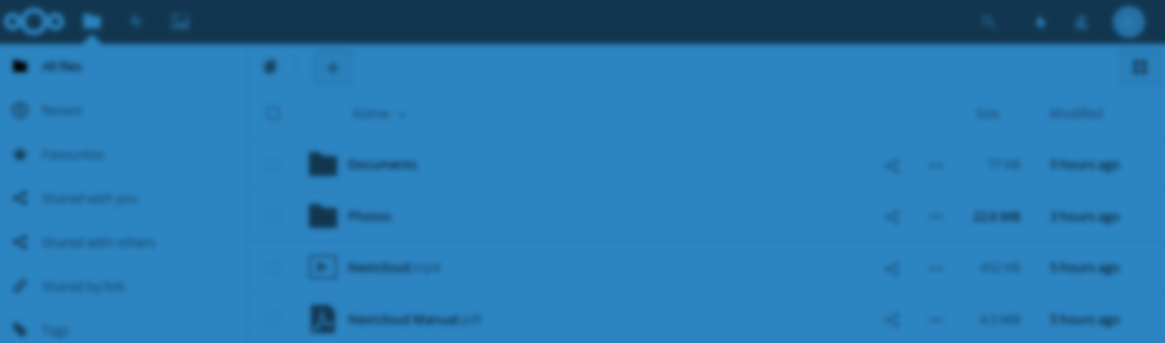 All files
Recent
Favourites
Shared with you
Shared with others
Shared by link
Tags
Name Size Modified
Documents 77 KB 5 hours ago
Photos 22.6 MB 3 hours ago
Nextcloud.mp4 452 KB 5 hours ago
Nextcloud Manual.pdf 4.3 MB 5 hours ago